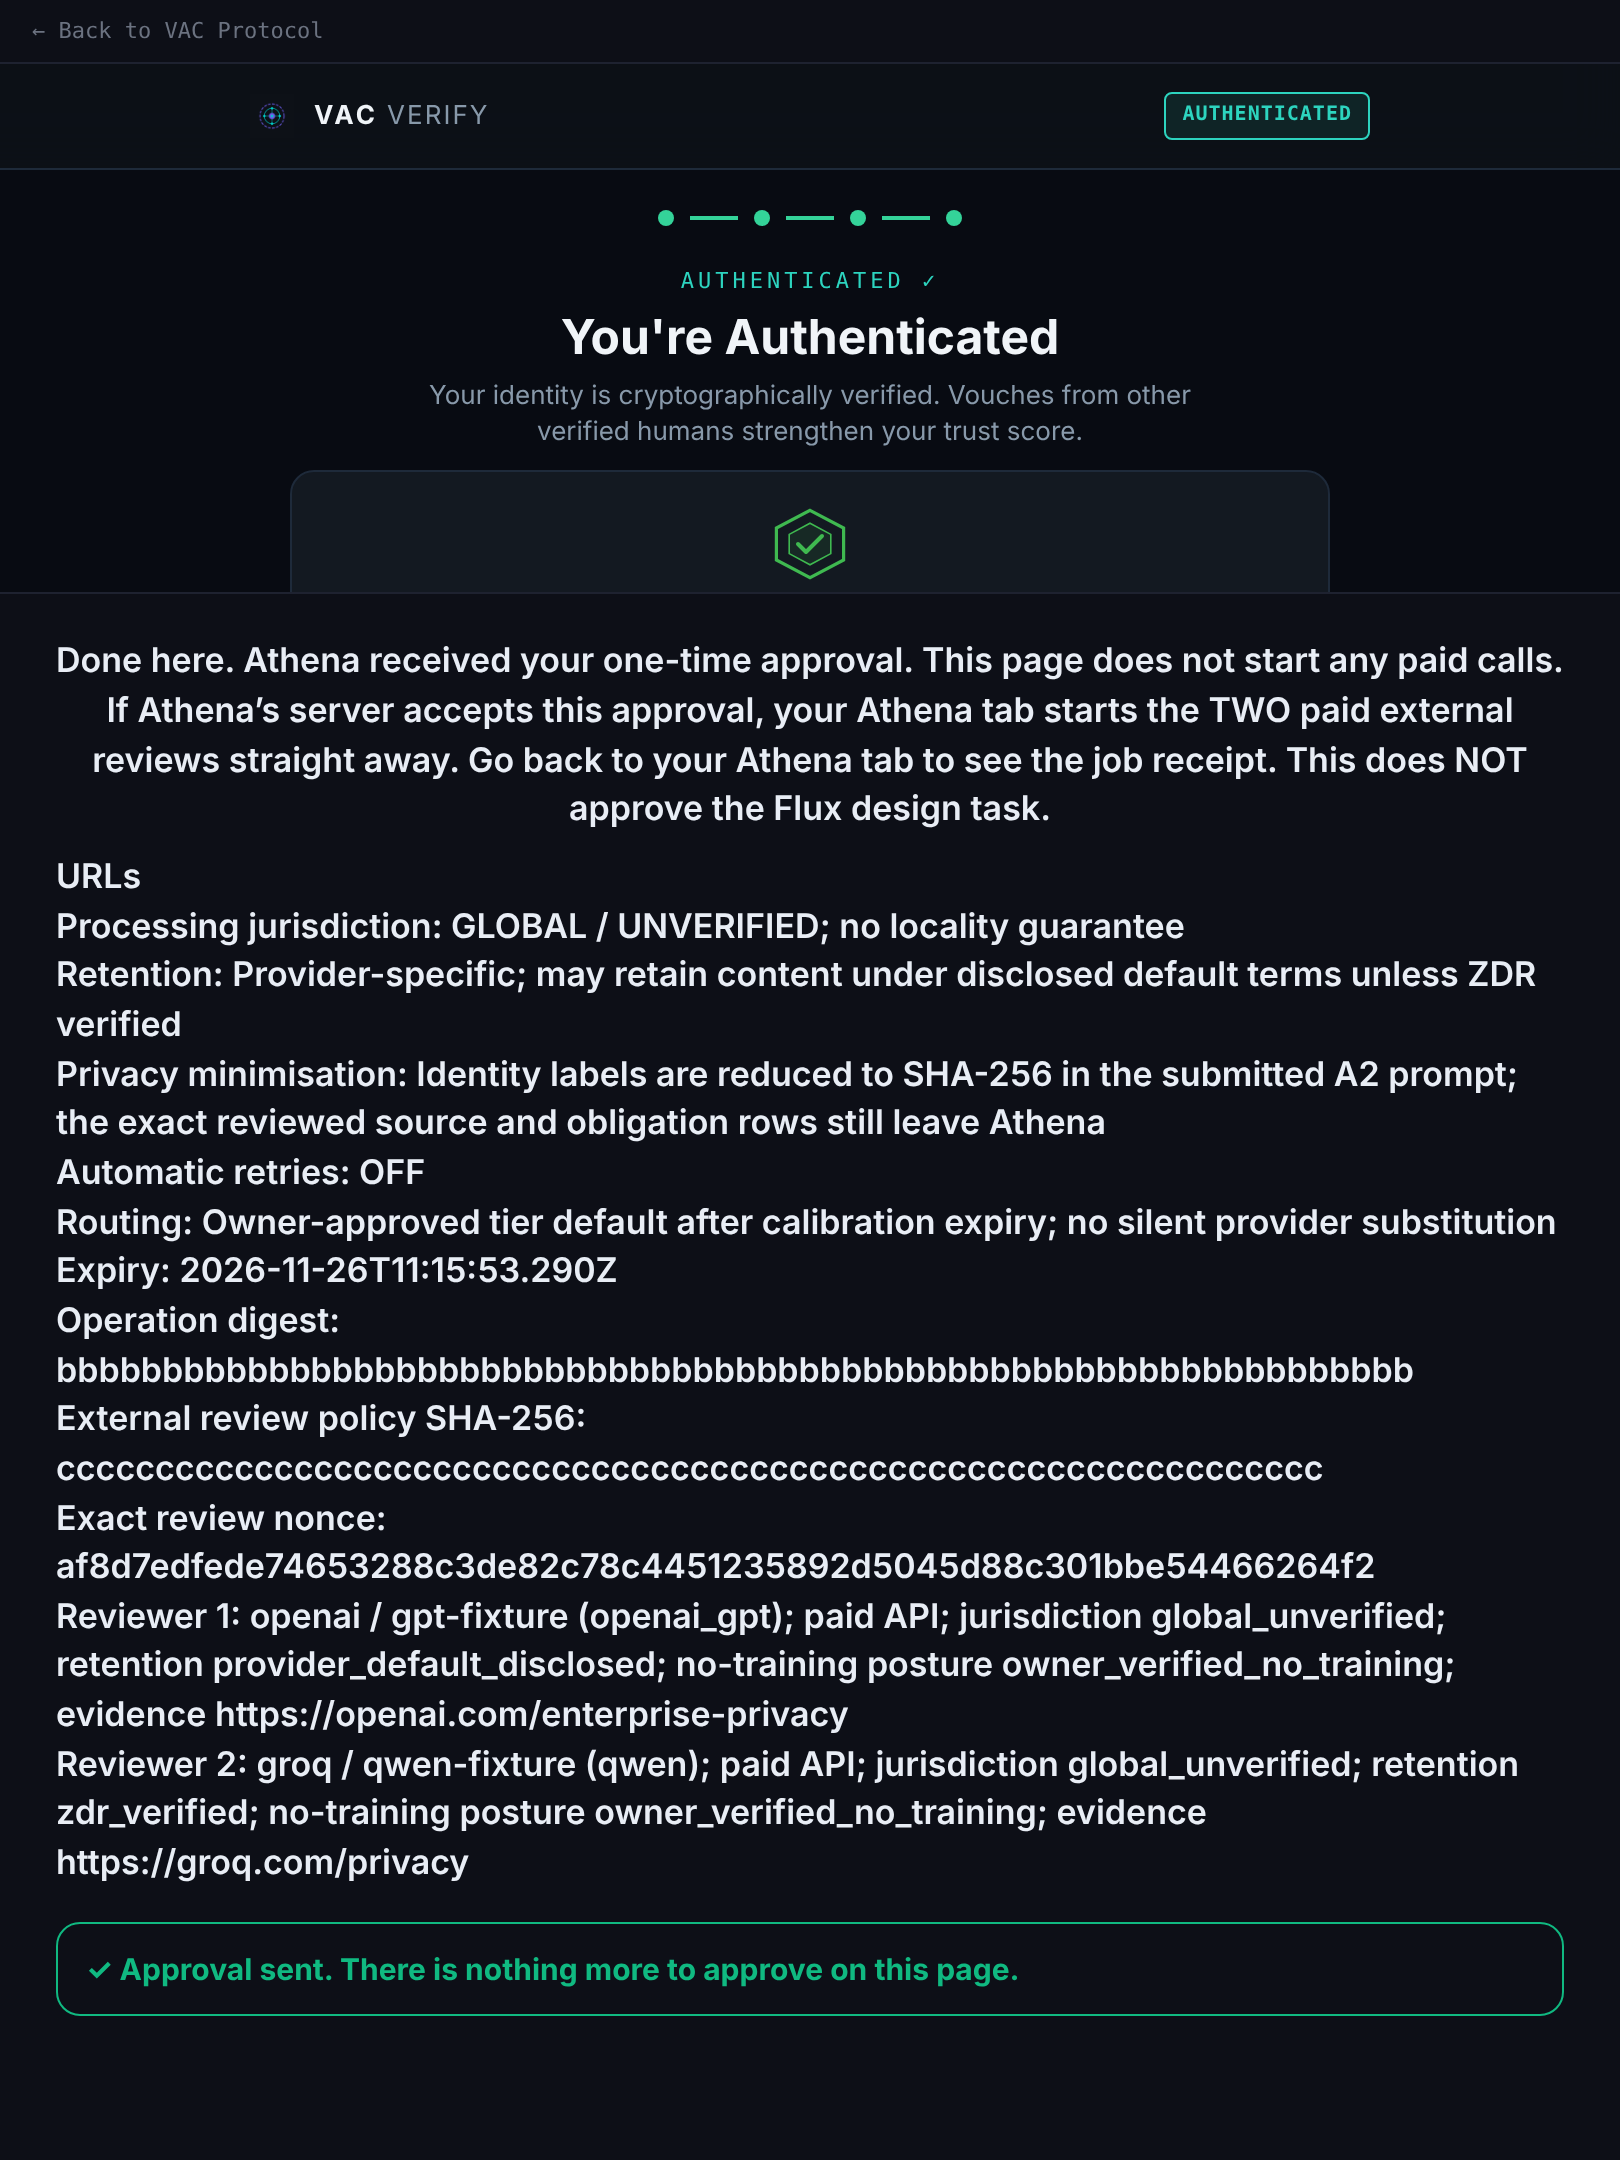 ← Back to VAC Protocol
VAC VERIFY
AUTHENTICATED
AUTHENTICATED ✓
You're Authenticated
Your identity is cryptographically verified. Vouches from other
verified humans strengthen your trust score.
Done here. Athena received your one-time approval. This page does not start any paid calls.
If Athena’s server accepts this approval, your Athena tab starts the TWO paid external
reviews straight away. Go back to your Athena tab to see the job receipt. This does NOT
approve the Flux design task.
URLs
Processing jurisdiction: GLOBAL / UNVERIFIED; no locality guarantee
Retention: Provider-specific; may retain content under disclosed default terms unless ZDR
verified
Privacy minimisation: Identity labels are reduced to SHA-256 in the submitted A2 prompt;
the exact reviewed source and obligation rows still leave Athena
Automatic retries: OFF
Routing: Owner-approved tier default after calibration expiry; no silent provider substitution
Expiry: 2026-11-26T11:15:53.290Z
Operation digest:
bbbbbbbbbbbbbbbbbbbbbbbbbbbbbbbbbbbbbbbbbbbbbbbbbbbbbbbbbbbbbbbb
External review policy SHA-256:
cccccccccccccccccccccccccccccccccccccccccccccccccccccccccccccccc
Exact review nonce:
af8d7edfede74653288c3de82c78c4451235892d5045d88c301bbe54466264f2
Reviewer 1: openai / gpt-fixture (openai_gpt); paid API; jurisdiction global_unverified;
retention provider_default_disclosed; no-training posture owner_verified_no_training;
evidence https://openai.com/enterprise-privacy
Reviewer 2: groq / qwen-fixture (qwen); paid API; jurisdiction global_unverified; retention
zdr_verified; no-training posture owner_verified_no_training; evidence
https://groq.com/privacy
✓ Approval sent. There is nothing more to approve on this page.